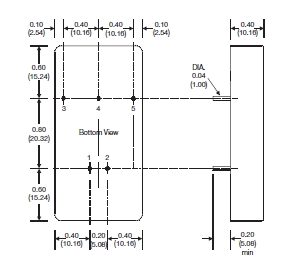 0.10 0.40 0.40 0.10 0.40
(2.54) (10.16) (10.16) (2.54) (10.16)
min
0.60
(15.24)
DIA.
0.04
(1.00)
3 4 5
0.80
(20.32)
Bottom View
1 2
0.60
(15.24)
0.40 0.20 0.40 0.20
(10.16) (5.08) (10.16) (5.08)
min